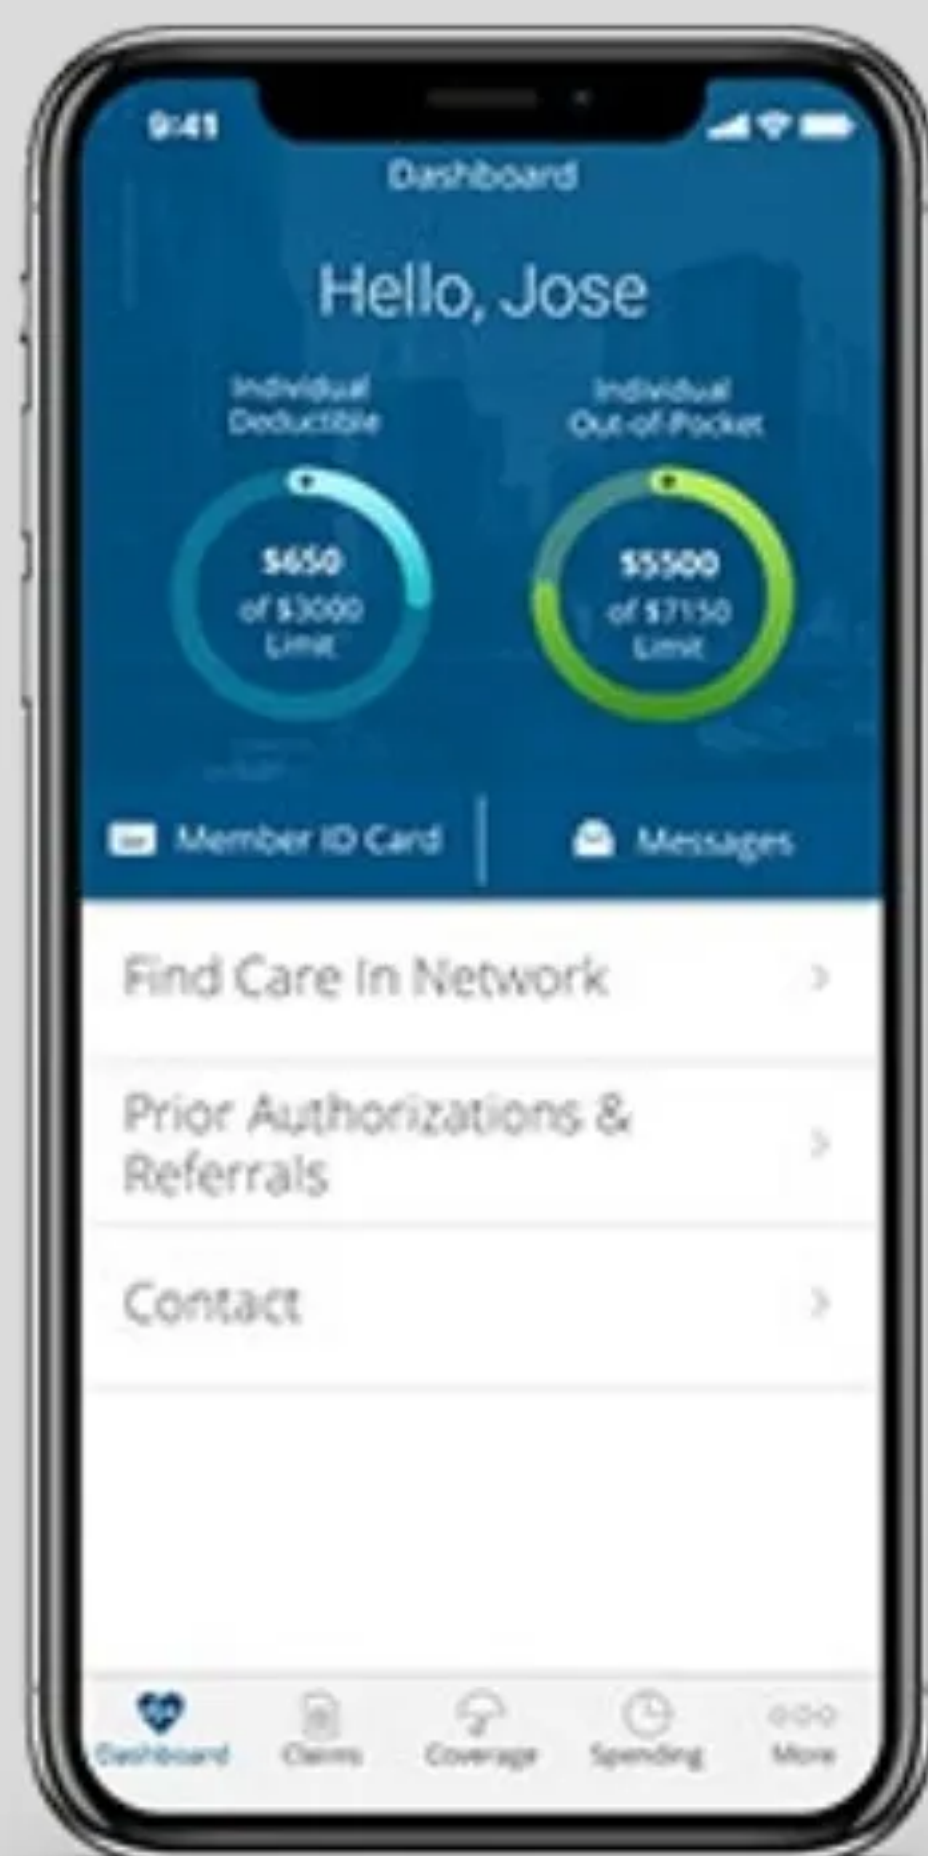 9:41
Dashboard
Hello, Jose
Individual
Deductible
Individual
Out-of-Pocket
$650
of $3000
Limit
$5500
of $7150
Limit
Member ID Card
Messages
Find Care In Network
Prior Authorizations &
Referrals
Contact
Dashboard
Claims
Coverage
Spending
More